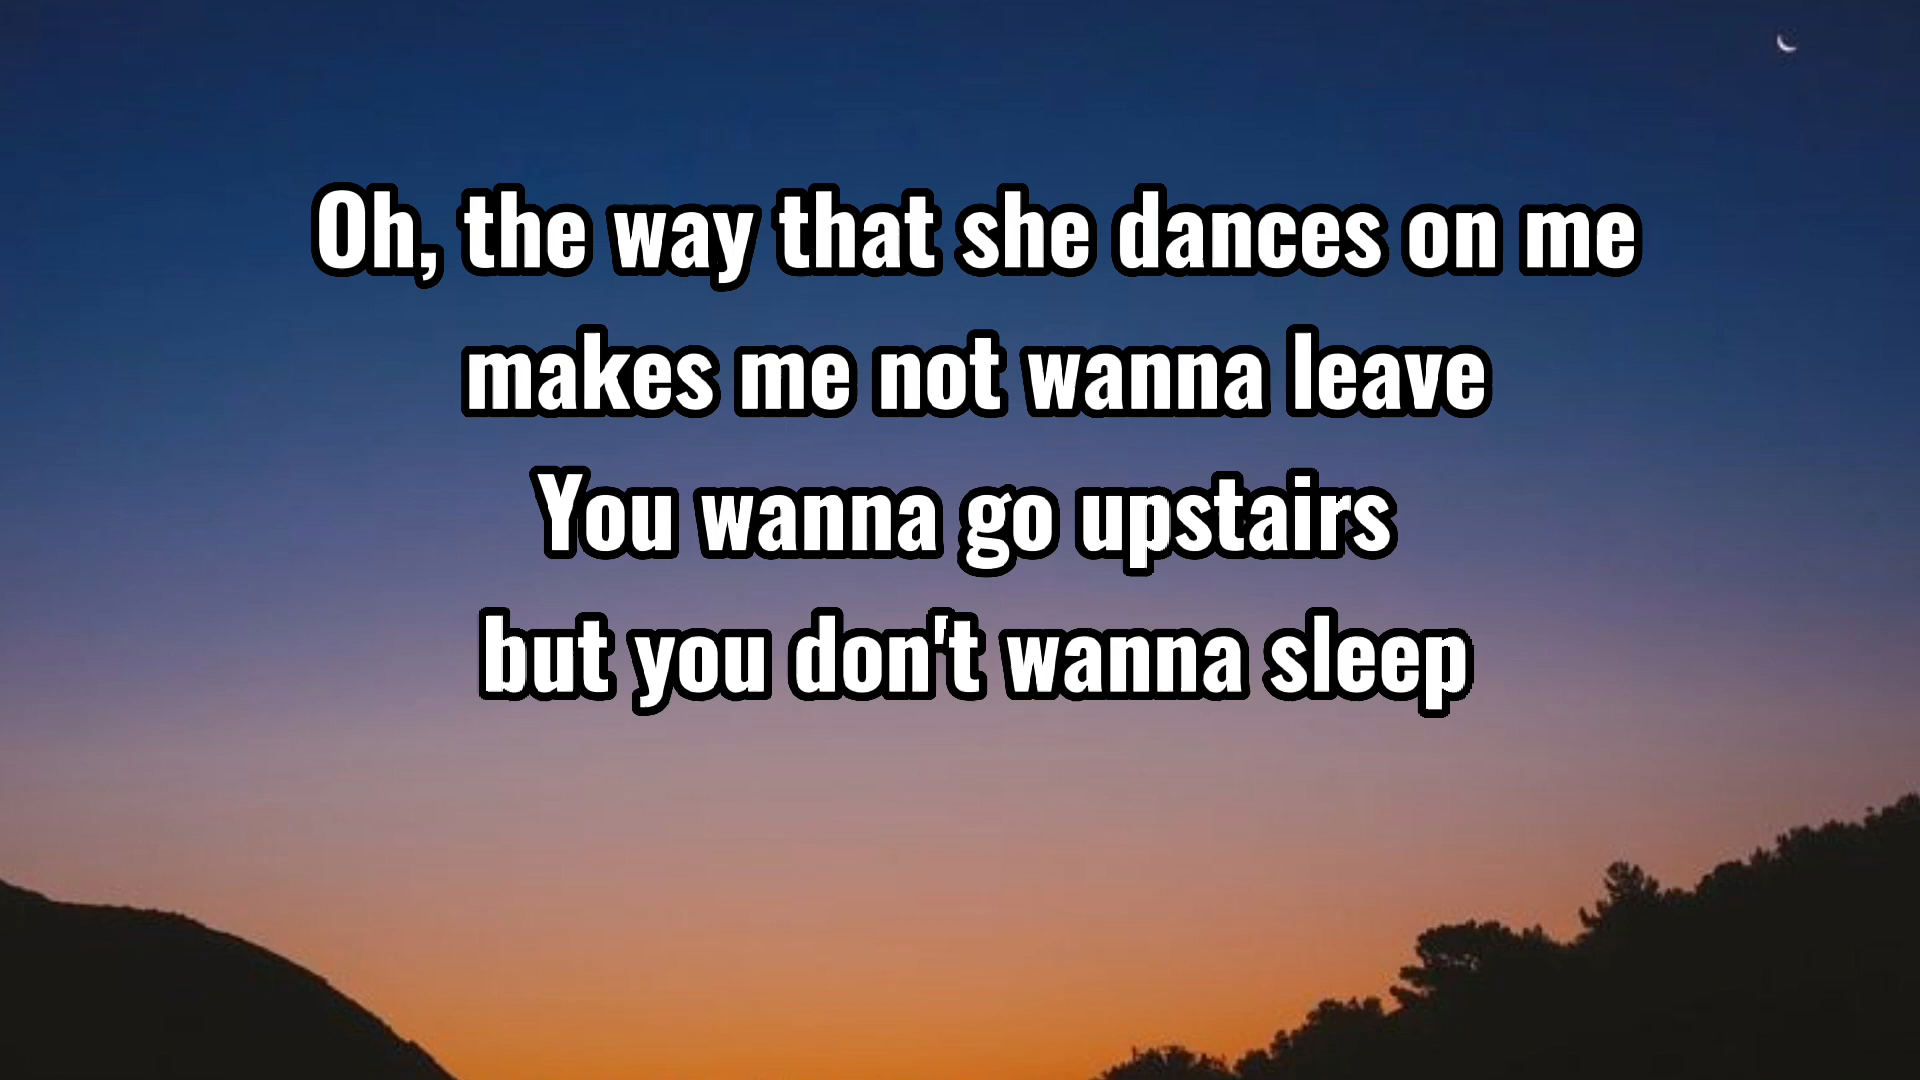 Oh, the way that she dances on me
makes me not wanna leave
You wanna go upstairs
but you don't wanna sleep